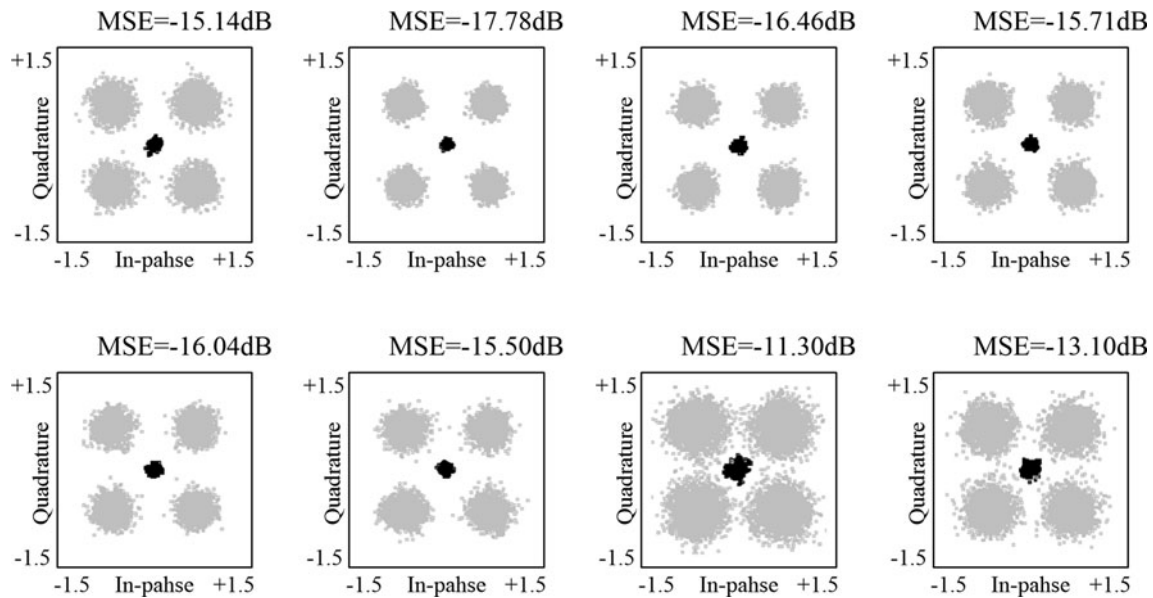 MSE=-15.14dB
+1.5
Quadrature
-1.5
-1.5 In-pahse +1.5
MSE=-17.78dB
+1.5
Quadrature
-1.5
-1.5 In-pahse +1.5
MSE=-16.46dB
+1.5
Quadrature
-1.5
-1.5 In-pahse +1.5
MSE=-15.71dB
+1.5
Quadrature
-1.5
-1.5 In-pahse +1.5
MSE=-16.04dB
+1.5
Quadrature
-1.5
-1.5 In-pahse +1.5
MSE=-15.50dB
+1.5
Quadrature
-1.5
-1.5 In-pahse +1.5
MSE=-11.30dB
+1.5
Quadrature
-1.5
-1.5 In-pahse +1.5
MSE=-13.10dB
+1.5
Quadrature
-1.5
-1.5 In-pahse +1.5